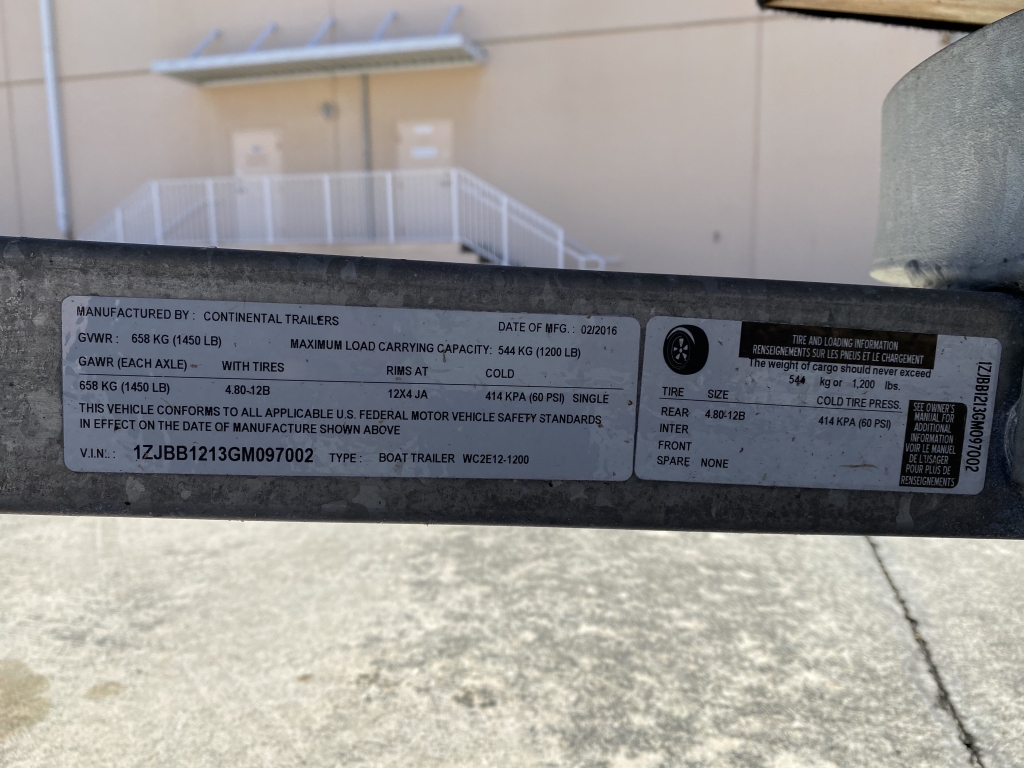 MANUFACTURED BY: CONTINENTAL TRAILERS DATE OF MFG.: 02/2016
GVWR: 658 KG (1450 LB) MAXIMUM LOAD CARRYING CAPACITY: 544 KG (1200 LB)
GAWR (EACH AXLE) WITH TIRES RIMS AT COLD
658 KG (1450 LB) 4.80-12B 12X4 JA 414 KPA (60 PSI) SINGLE
THIS VEHICLE CONFORMS TO ALL APPLICABLE U.S. FEDERAL MOTOR VEHICLE SAFETY STANDARDS
IN EFFECT ON THE DATE OF MANUFACTURE SHOWN ABOVE
V.I.N.: 1ZJBB1213GM097002 TYPE: BOAT TRAILER WC2E12-1200
TIRE AND LOADING INFORMATION
RENSEIGNEMENTS SUR LES PNEUS ET LE CHARGEMENT
The weight of cargo should never exceed
544 kg or 1,200 lbs.
TIRE SIZE COLD TIRE PRESS.
REAR 4.80-12B 414 KPA (60 PSI)
INTER
FRONT
SPARE NONE
SEE OWNER'S
MANUAL FOR
ADDITIONAL
INFORMATION
VOIR LE MANUEL
DE L'USAGER
POUR PLUS DE
RENSEIGNEMENTS
1ZJBB1213GM097002